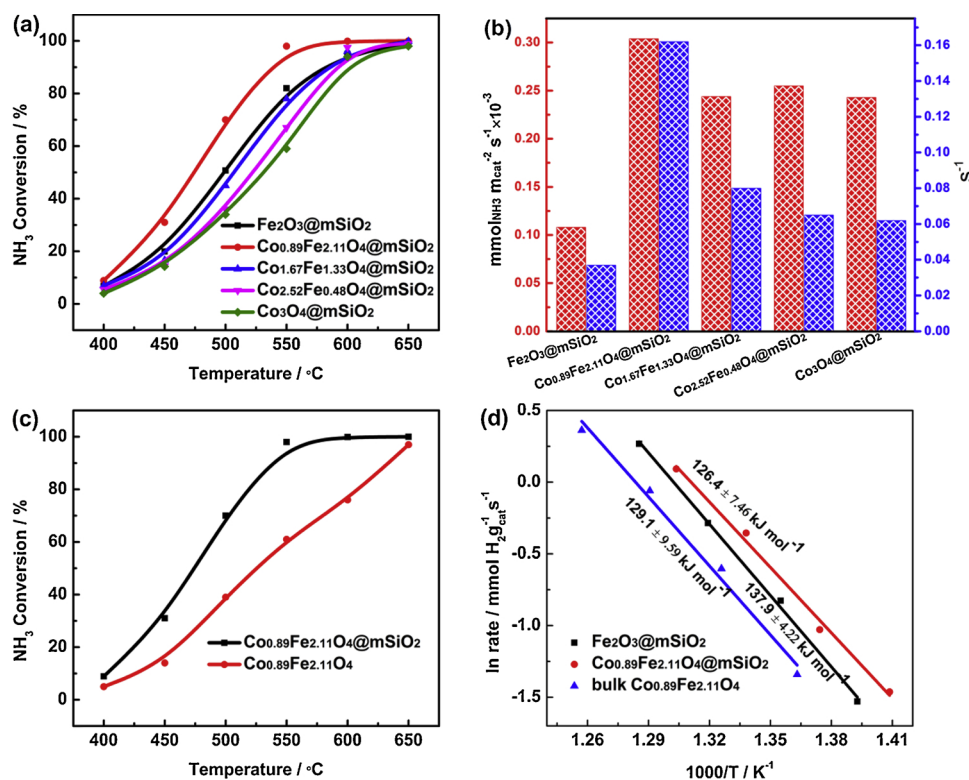 (a)
NH3 Conversion / %
100
80
60
40
20
0
Fe2O3@mSiO2
Co0.89Fe2.11O4@mSiO2
Co1.67Fe1.33O4@mSiO2
Co2.52Fe0.48O4@mSiO2
Co3O4@mSiO2
400 450 500 550 600 650
Temperature / °C
(b)
mmolNH3 mcat-2 s-1×10-3
0.30
0.25
0.20
0.15
0.10
0.05
0.00
0.16
0.14
0.12
0.10
0.08
0.06
0.04
0.02
0.00
S-1
Fe2O3@mSiO2
Co0.89Fe2.11O4@mSiO2
Co1.67Fe1.33O4@mSiO2
Co2.52Fe0.48O4@mSiO2
Co3O4@mSiO2
(c)
NH3 Conversion / %
100
80
60
40
20
0
Co0.89Fe2.11O4@mSiO2
Co0.89Fe2.11O4
400 450 500 550 600 650
Temperature / °C
(d)
ln rate / mmol H2gcat-1s-1
0.5
0.0
-0.5
-1.0
-1.5
126.4 ± 7.46 kJ mol-1
129.1 ± 9.59 kJ mol-1
137.9 ± 4.22 kJ mol-1
Fe2O3@mSiO2
Co0.89Fe2.11O4@mSiO2
bulk Co0.89Fe2.11O4
1.26 1.29 1.32 1.35 1.38 1.41
1000/T / K-1